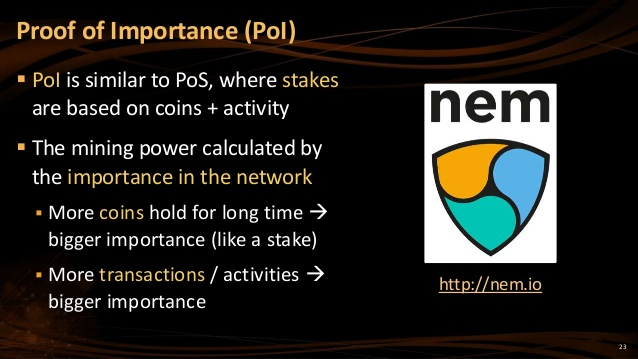 Proof of Importance (PoI)
▪ PoI is similar to PoS, where stakes
are based on coins + activity
▪ The mining power calculated by
the importance in the network
▪ More coins hold for long time →
bigger importance (like a stake)
▪ More transactions / activities →
bigger importance
nem
http://nem.io
23